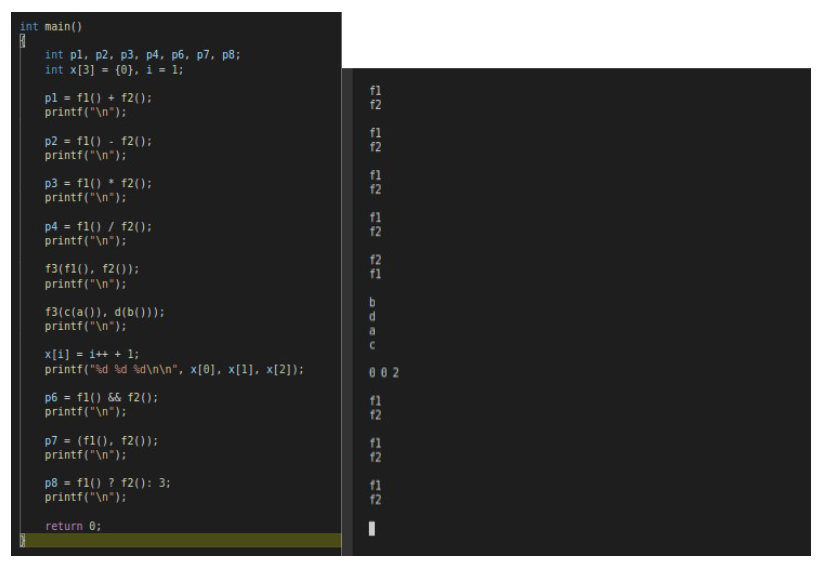 int main()
{
int p1, p2, p3, p4, p6, p7, p8;
int x[3] = {0}, i = 1;
p1 = f1() + f2();
printf("\n");
p2 = f1() - f2();
printf("\n");
p3 = f1() * f2();
printf("\n");
p4 = f1() / f2();
printf("\n");
f3(f1(), f2());
printf("\n");
f3(c(a()), d(b()));
printf("\n");
x[i] = i++ + 1;
printf("%d %d %d\n\n", x[0], x[1], x[2]);
p6 = f1() && f2();
printf("\n");
p7 = (f1(), f2());
printf("\n");
p8 = f1() ? f2(): 3;
printf("\n");
return 0;
}
f1
f2
f1
f2
f1
f2
f1
f2
f2
f1
b
d
a
c
0 0 2
f1
f2
f1
f2
f1
f2